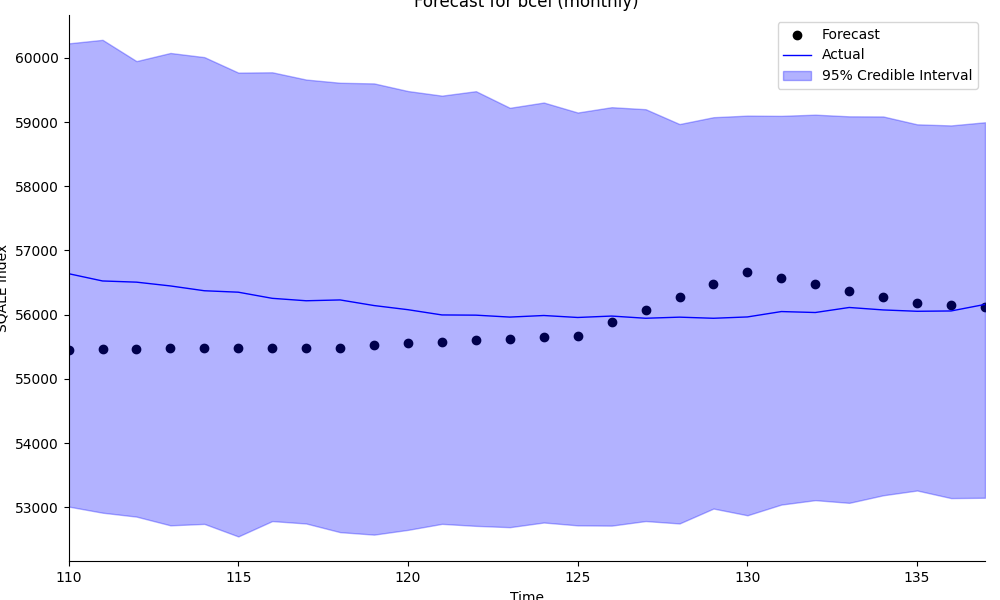 Forecast for bcel (monthly)
Forecast
Actual
95% Credible Interval
60000
59000
58000
57000
56000
55000
54000
53000
SQALE Index
110
115
120
125
130
135
Time